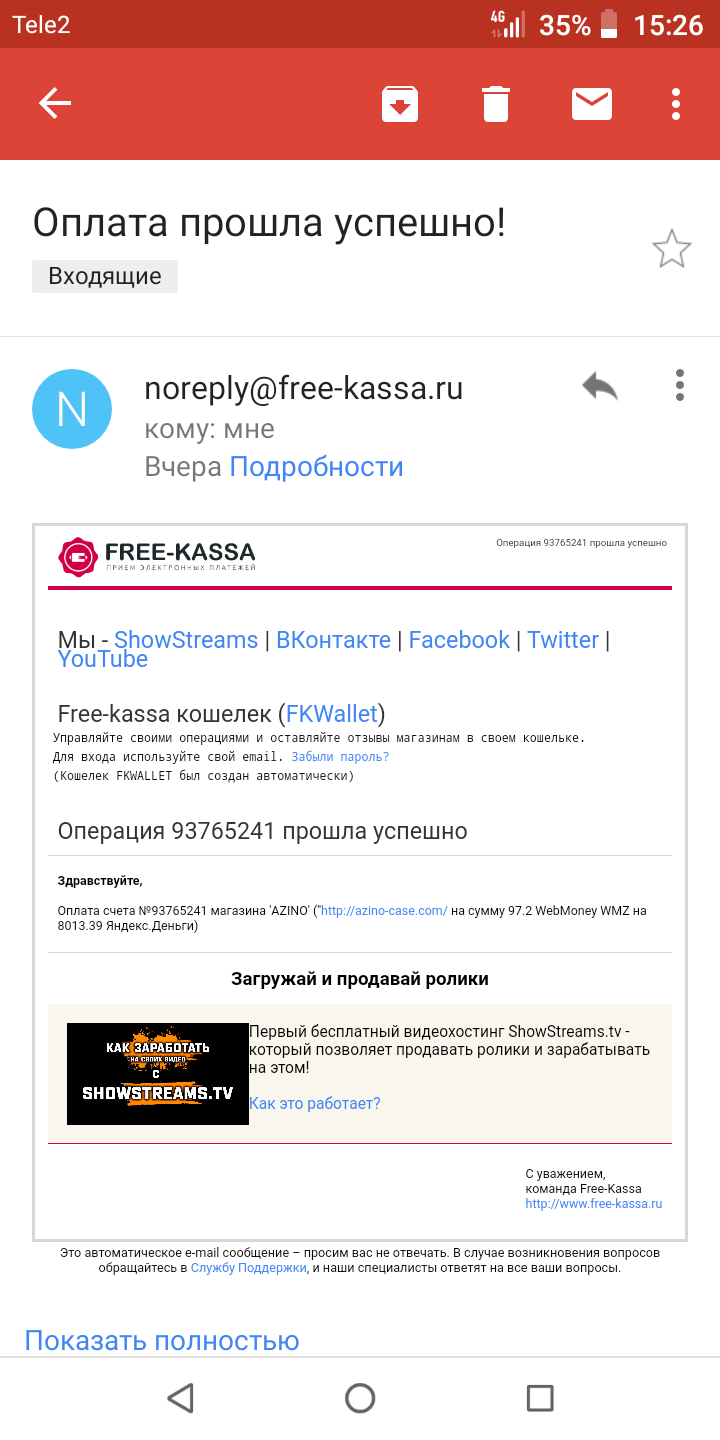 Tele2
4G 35% 15:26
Оплата прошла успешно!
Входящие
N
noreply@free-kassa.ru
кому: мне
Вчера Подробности
FREE-KASSA
ПРИЕМ ЭЛЕКТРОННЫХ ПЛАТЕЖЕЙ
Операция 93765241 прошла успешно
Мы - ShowStreams | ВКонтакте | Facebook | Twitter |
YouTube
Free-kassa кошелек (FKWallet)
Управляйте своими операциями и оставляйте отзывы магазинам в своем кошельке.
Для входа используйте свой email. Забыли пароль?
(Кошелек FKWALLET был создан автоматически)
Операция 93765241 прошла успешно
Здравствуйте,
Оплата счета №93765241 магазина 'AZINO' ("http://azino-case.com/ на сумму 97.2 WebMoney WMZ на
8013.39 Яндекс.Деньги)
Загружай и продавай ролики
КАК ЗАРАБОТАТЬ
НА СВОИХ ВИДЕО
С
SHOWSTREAMS.TV
Первый бесплатный видеохостинг ShowStreams.tv -
который позволяет продавать ролики и зарабатывать
на этом!
Как это работает?
С уважением,
команда Free-Kassa
http://www.free-kassa.ru
Это автоматическое e-mail сообщение – просим вас не отвечать. В случае возникновения вопросов
обращайтесь в Службу Поддержки, и наши специалисты ответят на все ваши вопросы.
Показать полностью